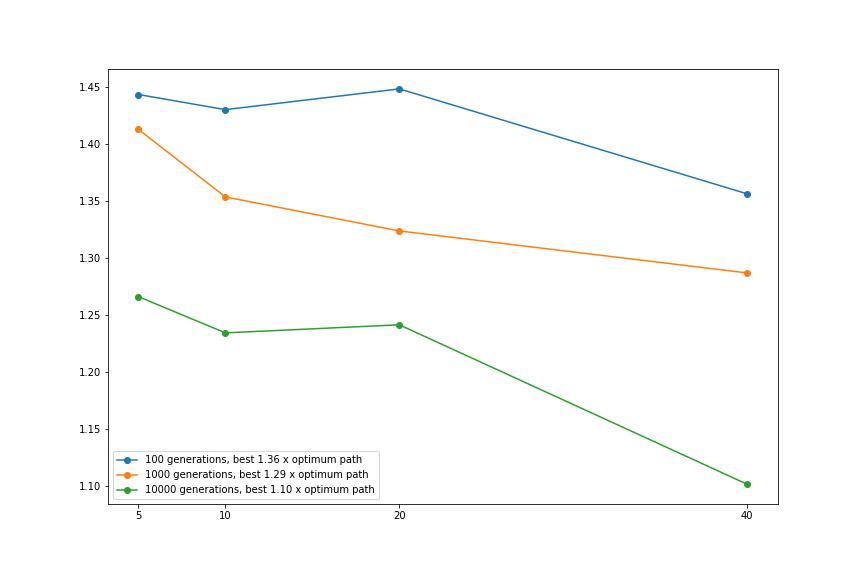 1.45
1.40
1.35
1.30
1.25
1.20
1.15
1.10
100 generations, best 1.36 x optimum path
1000 generations, best 1.29 x optimum path
10000 generations, best 1.10 x optimum path
5 10 20 40